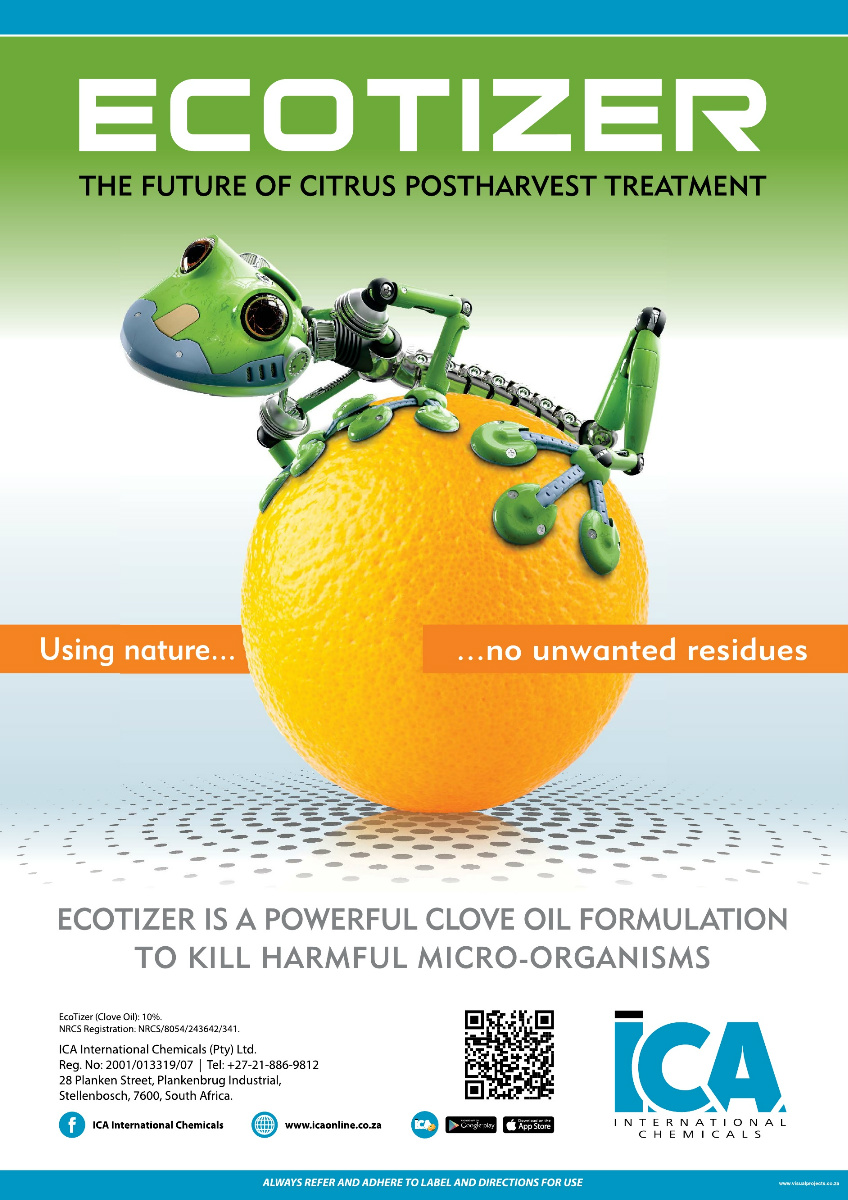 ECOTIZER
THE FUTURE OF CITRUS POSTHARVEST TREATMENT
Using nature...
...no unwanted residues
ECOTIZER IS A POWERFUL CLOVE OIL FORMULATION
TO KILL HARMFUL MICRO-ORGANISMS
EcoTizer (Clove Oil): 10%.
NRCS Registration: NRCS/8054/243642/341.
ICA International Chemicals (Pty) Ltd.
Reg. No: 2001/013319/07 | Tel: +27-21-886-9812
28 Planken Street, Plankenbrug Industrial,
Stellenbosch, 7600, South Africa.
ICA International Chemicals
www.icaonline.co.za
ICA
Google play
Download on the
App Store
ICA
INTERNATIONAL
CHEMICALS
ALWAYS REFER AND ADHERE TO LABEL AND DIRECTIONS FOR USE
www.visualprojects.co.za